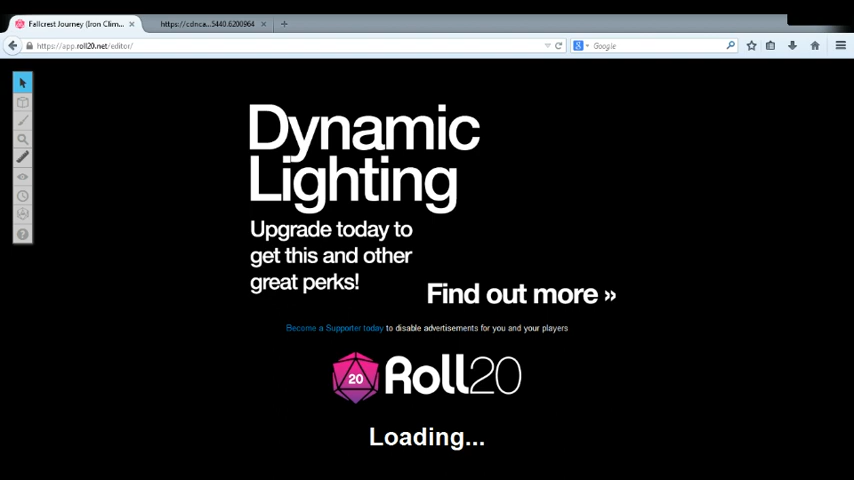 Fallcrest Journey (Iron Clim...
https://cdnca...5440.6200964
https://app.roll20.net/editor/
Google
Dynamic
Lighting
Upgrade today to
get this and other
great perks!
Find out more »
Become a Supporter today to disable advertisements for you and your players
20
Roll20
Loading...